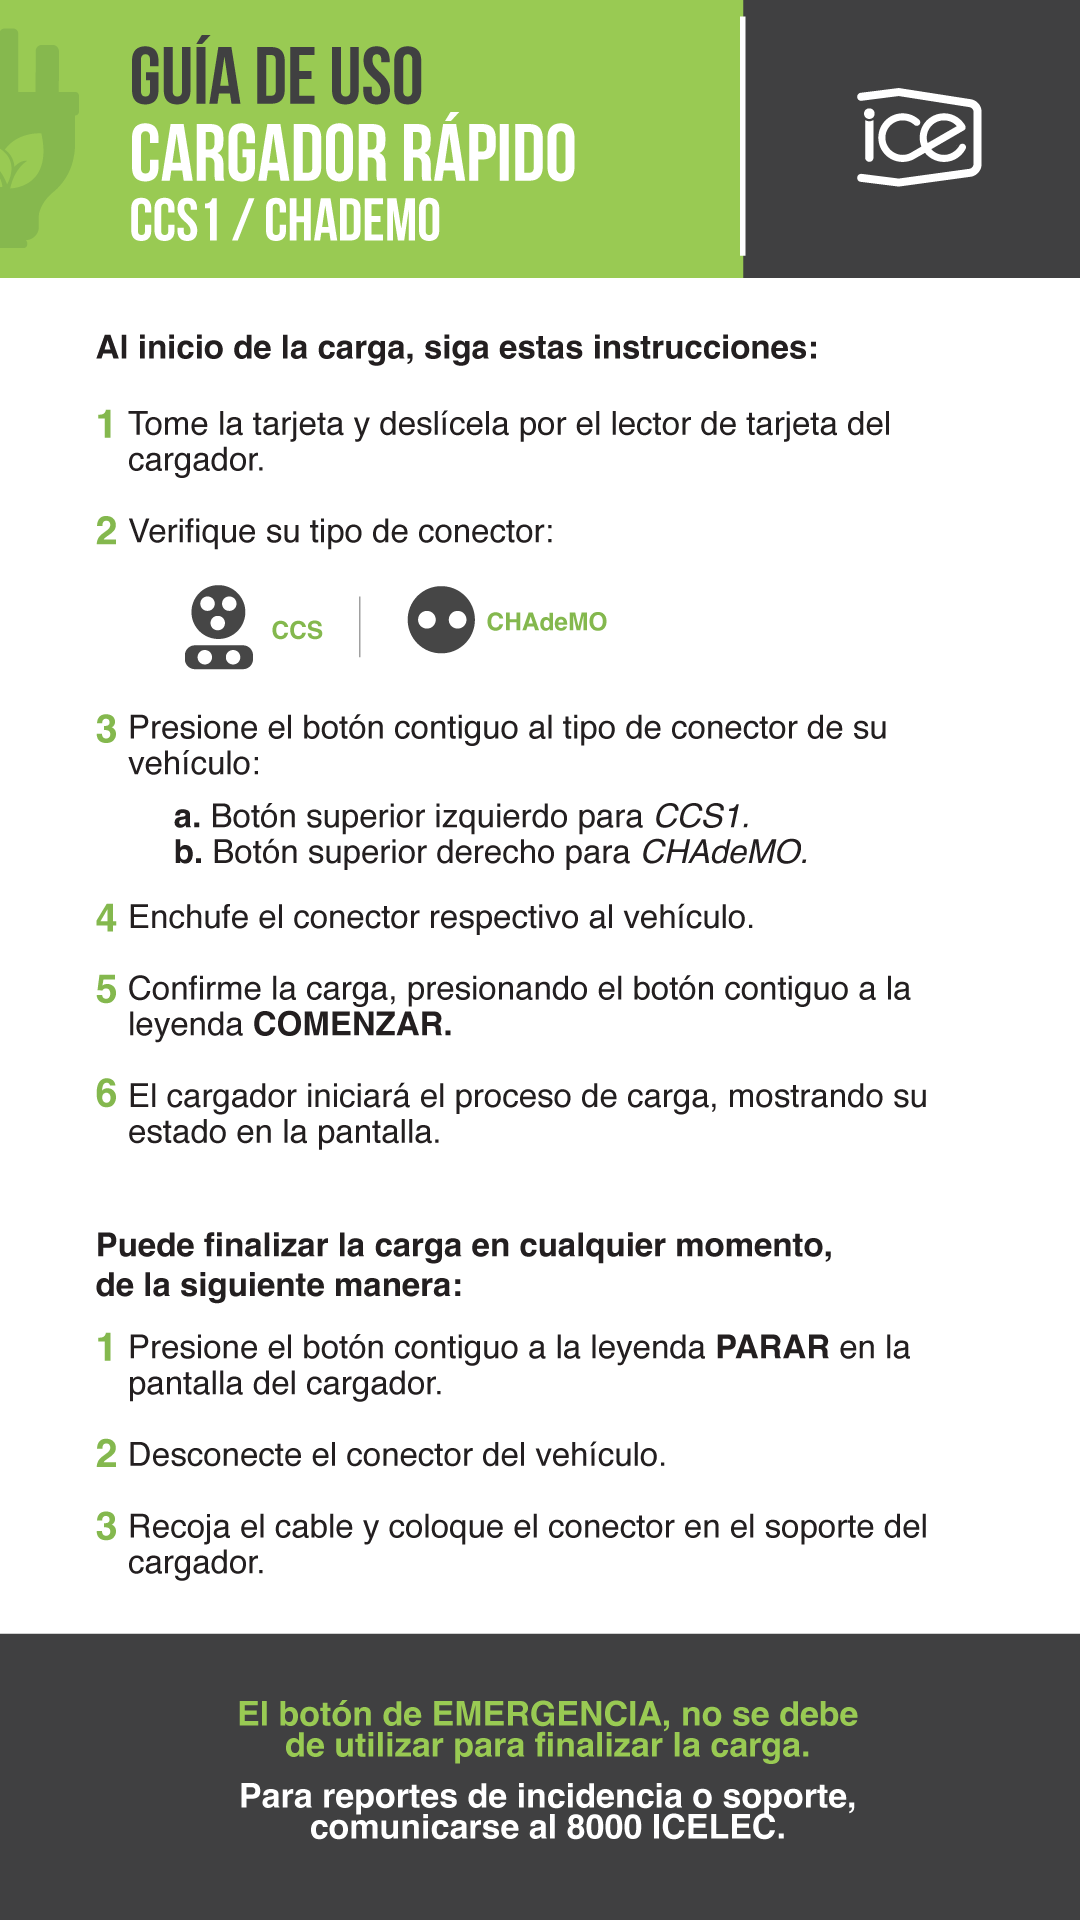 GUÍA DE USO
CARGADOR RÁPIDO
CCS1 / CHADEMO
ice
Al inicio de la carga, siga estas instrucciones:
1 Tome la tarjeta y deslícela por el lector de tarjeta del
cargador.
2 Verifique su tipo de conector:
CCS
CHAdeMO
3 Presione el botón contiguo al tipo de conector de su
vehículo:
a. Botón superior izquierdo para CCS1.
b. Botón superior derecho para CHAdeMO.
4 Enchufe el conector respectivo al vehículo.
5 Confirme la carga, presionando el botón contiguo a la
leyenda COMENZAR.
6 El cargador iniciará el proceso de carga, mostrando su
estado en la pantalla.
Puede finalizar la carga en cualquier momento,
de la siguiente manera:
1 Presione el botón contiguo a la leyenda PARAR en la
pantalla del cargador.
2 Desconecte el conector del vehículo.
3 Recoja el cable y coloque el conector en el soporte del
cargador.
El botón de EMERGENCIA, no se debe
de utilizar para finalizar la carga.
Para reportes de incidencia o soporte,
comunicarse al 8000 ICELEC.